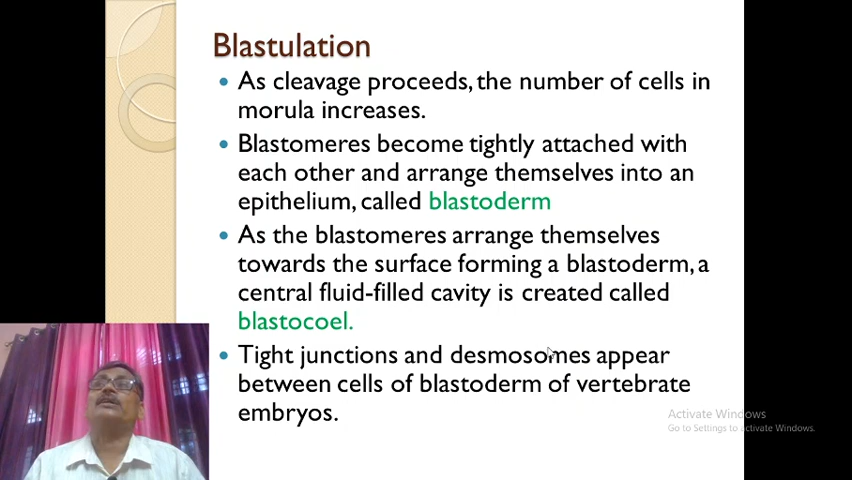 Blastulation
• As cleavage proceeds, the number of cells in
morula increases.
• Blastomeres become tightly attached with
each other and arrange themselves into an
epithelium, called blastoderm
• As the blastomeres arrange themselves
towards the surface forming a blastoderm, a
central fluid-filled cavity is created called
blastocoel.
• Tight junctions and desmosomes appear
between cells of blastoderm of vertebrate
embryos.
Activate Windows
Go to Settings to activate Windows.